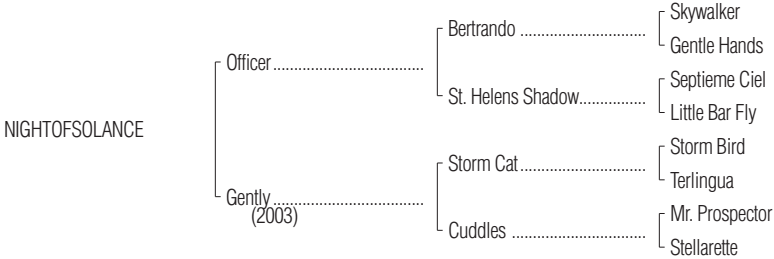 Skywalker
Bertrando ................................
Gentle Hands
Officer .......................................
Septieme Ciel
St. Helens Shadow.................
Little Bar Fly
NIGHTOFSOLANCE
Storm Bird
Storm Cat ................................
Terlingua
Gently .......................................
(2003)
Mr. Prospector
Cuddles ..................................
Stellarette